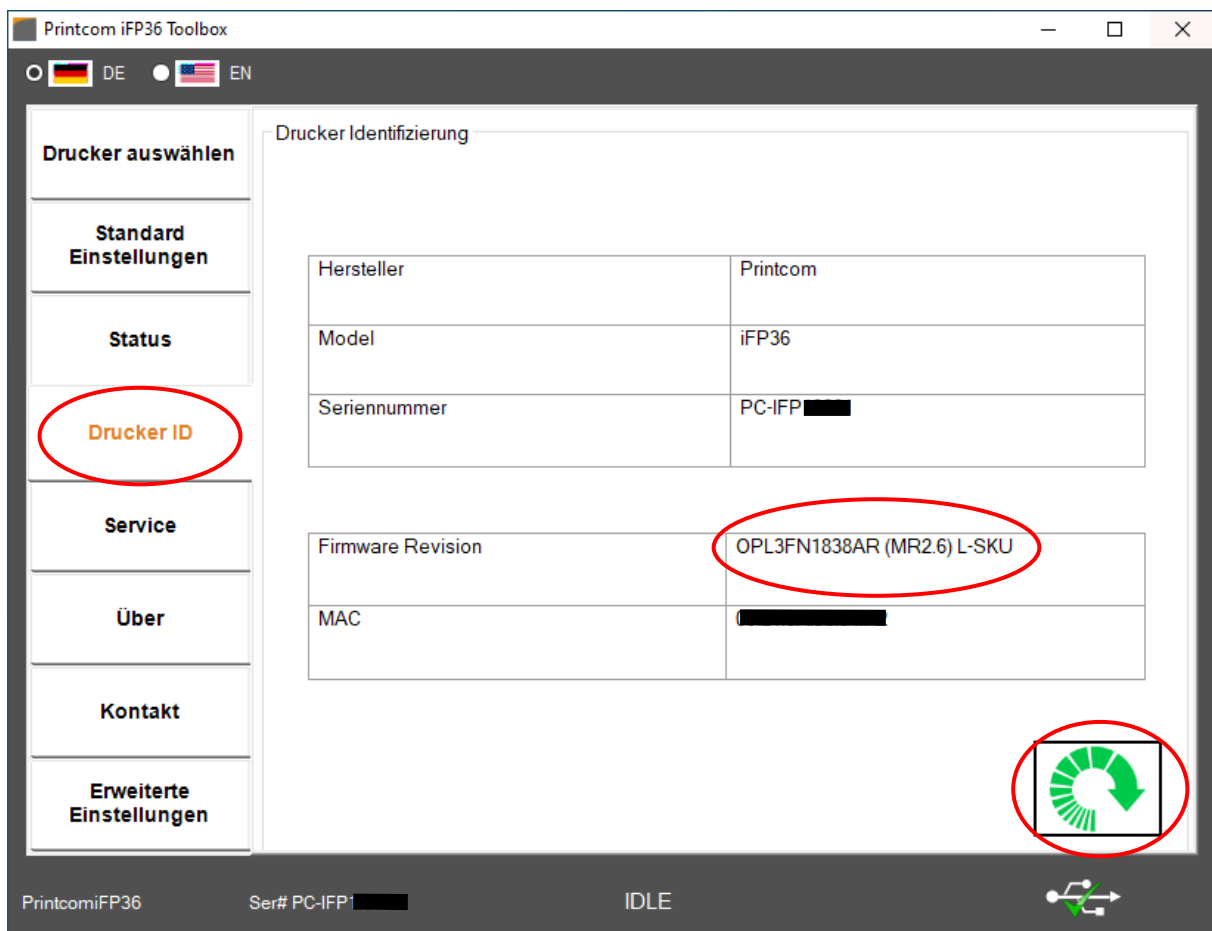 Printcom iFP36 Toolbox
DE EN
Drucker auswählen
Standard
Einstellungen
Status
Drucker ID
Service
Über
Kontakt
Erweiterte
Einstellungen
Drucker Identifizierung
Hersteller Printcom
Model iFP36
Seriennummer PC-IFP
Firmware Revision OPL3FN1838AR (MR2.6) L-SKU
MAC
PrintcomiFP36 Ser# PC-IFP1 IDLE